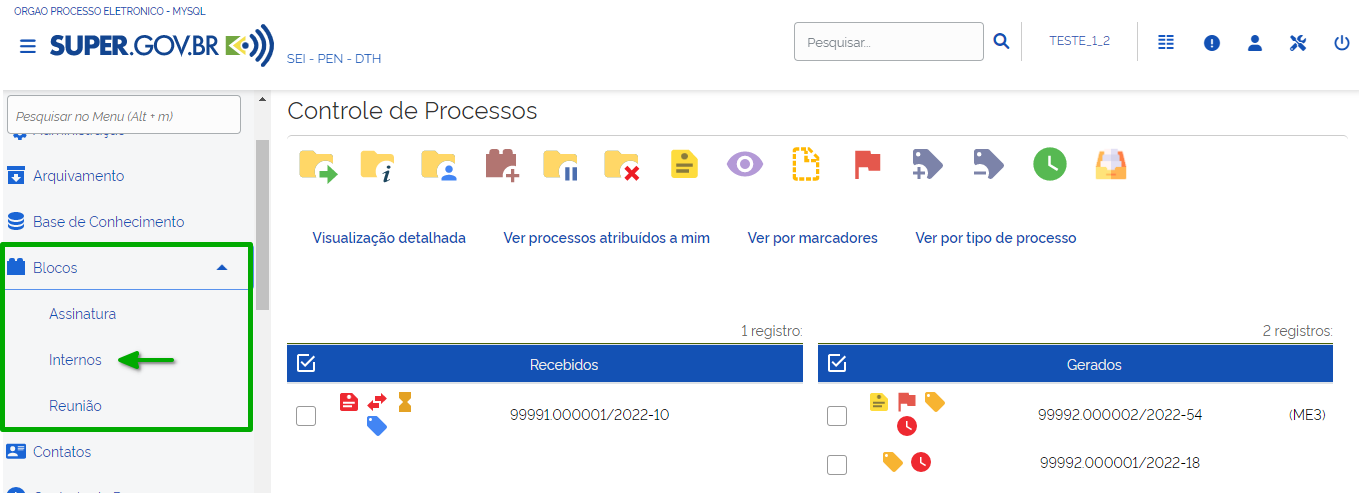 ORGAO PROCESSO ELETRONICO - MYSQL
SUPER.GOV.BR
SEI - PEN - DTH
Pesquisar...
TESTE_1_2
Pesquisar no Menu (Alt + m)
Administração
Arquivamento
Base de Conhecimento
Blocos
Assinatura
Internos
Reunião
Contatos
Controle de Processos
Visualização detalhada
Ver processos atribuídos a mim
Ver por marcadores
Ver por tipo de processo
1 registro:
Recebidos
99991.000001/2022-10
2 registros:
Gerados
99992.000002/2022-54 (ME3)
99992.000001/2022-18